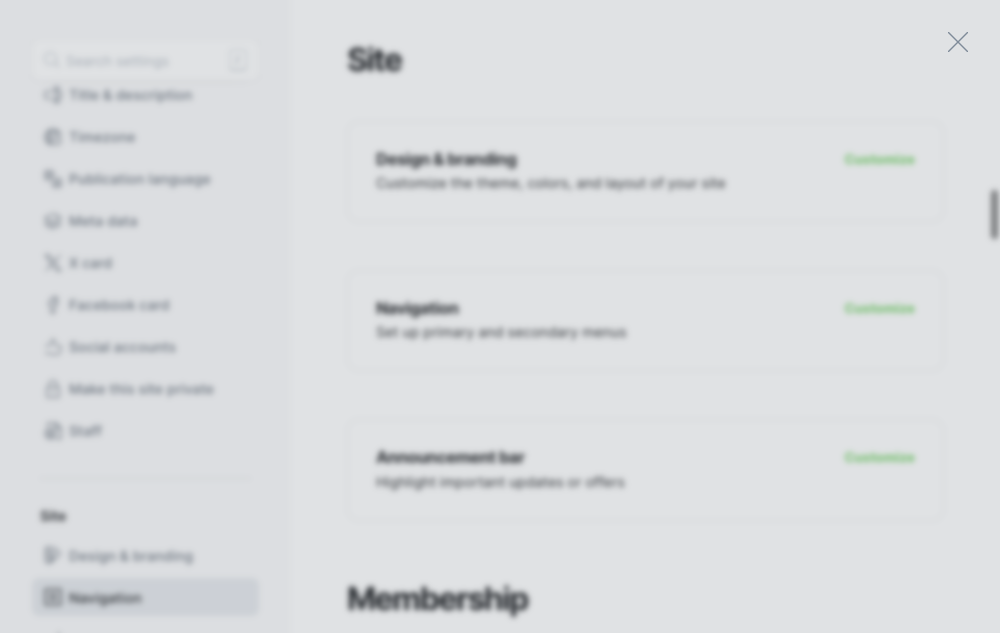 Search settings
Title & description
Timezone
Publication language
Meta data
X card
Facebook card
Social accounts
Make this site private
Staff
Site
Design & branding
Navigation
Site
Design & branding
Customize
Customize the theme, colors, and layout of your site
Navigation
Customize
Set up primary and secondary menus
Announcement bar
Customize
Highlight important updates or offers
Membership